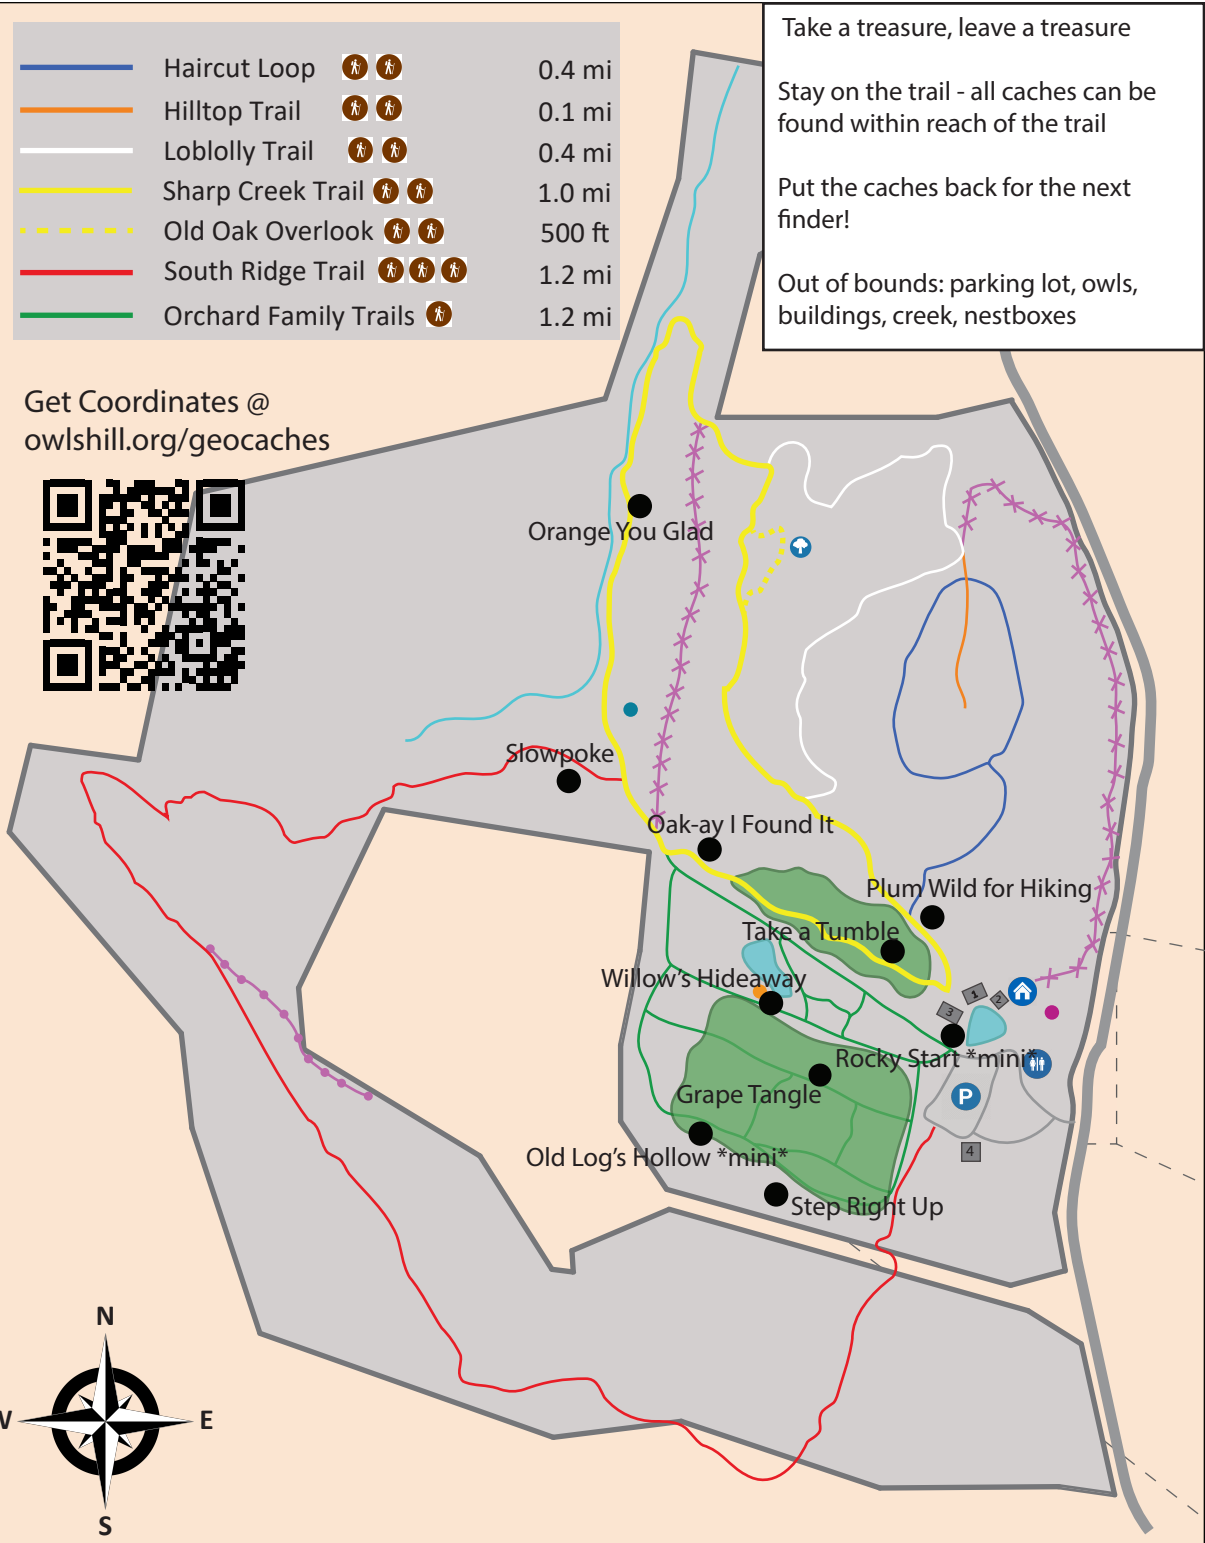 Haircut Loop 0.4 mi
Hilltop Trail 0.1 mi
Loblolly Trail 0.4 mi
Sharp Creek Trail 1.0 mi
Old Oak Overlook 500 ft
South Ridge Trail 1.2 mi
Orchard Family Trails 1.2 mi
Take a treasure, leave a treasure
Stay on the trail - all caches can be
found within reach of the trail
Put the caches back for the next
finder!
Out of bounds: parking lot, owls,
buildings, creek, nestboxes
Get Coordinates @
owlshill.org/geocaches
Orange You Glad
Slowpoke
Oak-ay I Found It
Plum Wild for Hiking
Take a Tumble
Willow's Hideaway
1
2
3
Rocky Start *mini*
Grape Tangle
P
Old Log's Hollow *mini*
4
Step Right Up
N
W
E
S